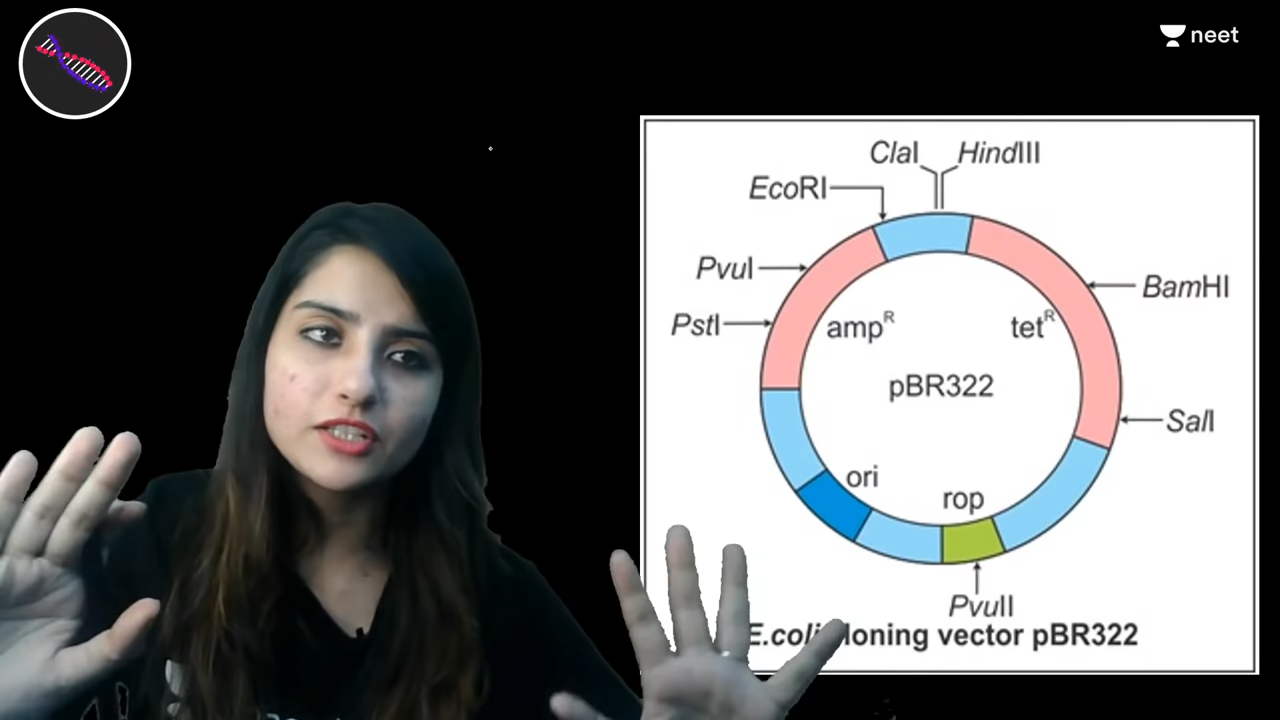 neet
ClaI HindIII
EcoRI
PvuI
BamHI
PstI
amp^R
tet^R
pBR322
SalI
ori
rop
PvuII
E.coli loning vector pBR322